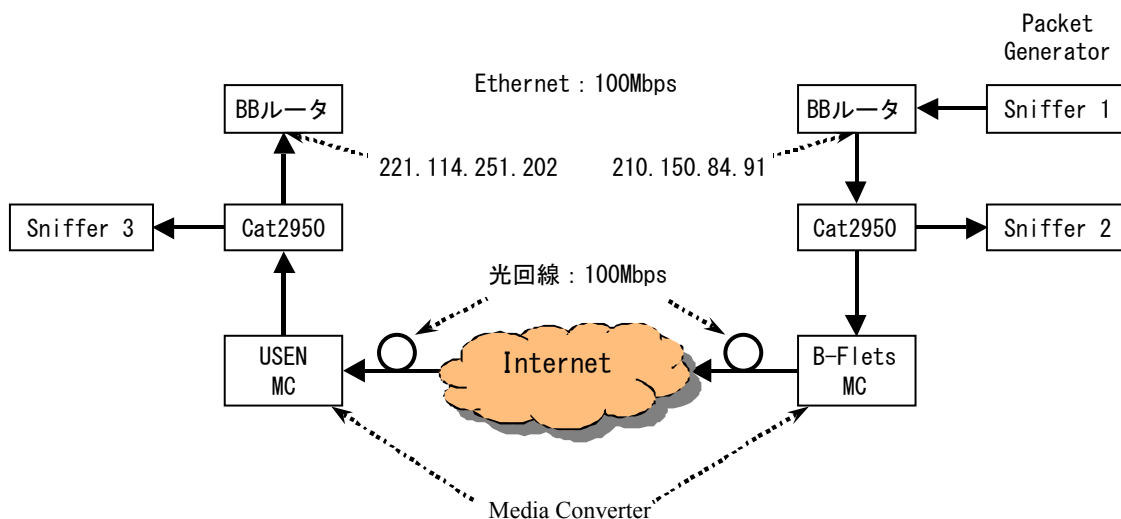 Packet
Generator
Ethernet：100Mbps
BBルータ
BBルータ
Sniffer 1
221.114.251.202
210.150.84.91
Sniffer 3
Cat2950
Cat2950
Sniffer 2
光回線：100Mbps
USEN
MC
Internet
B-Flets
MC
Media Converter